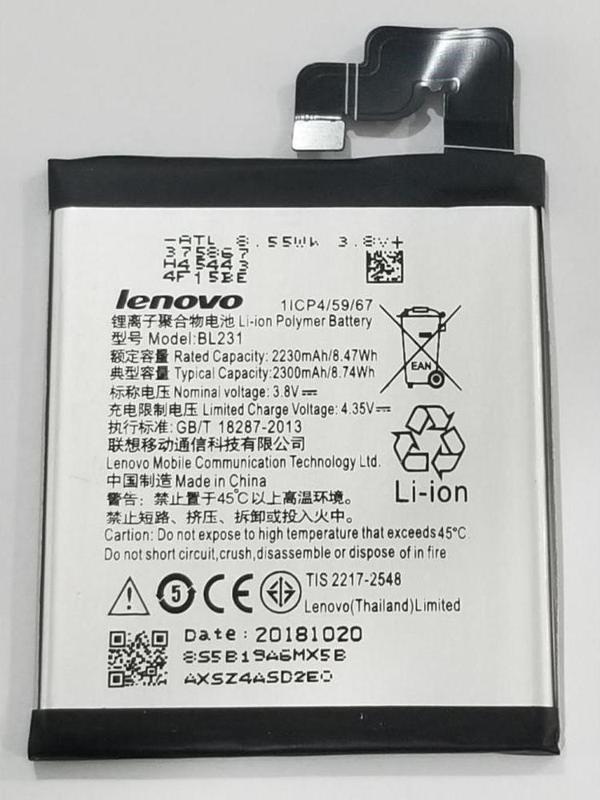 -ATL 8.55Wh 3.8V+
375867
H45443
4F15BE
lenovo 1ICP4/59/67
锂离子聚合物电池 Li-ion Polymer Battery
型号 Model:BL231
额定容量 Rated Capacity: 2230mAh/8.47Wh
典型容量 Typical Capacity:2300mAh/8.74Wh
标称电压 Nominal voltage: 3.8V⎓
充电限制电压 Limited Charge Voltage: 4.35V⎓
执行标准: GB/T 18287-2013
联想移动通信科技有限公司
Lenovo Mobile Communication Technology Ltd.
中国制造 Made in China
警告: 禁止置于45℃以上高温环境。
禁止短路、挤压、拆卸或投入火中。
Cartion: Do not expose to high temperature that exceeds 45°C
Do not short circuit,crush,disassemble or dispose of in fire
EAN
Li-ion
5 CE
TIS 2217-2548
Lenovo(Thailand)Limited
Date: 20181020
8S5B19A6MX5B
AXSZ4ASD2E0